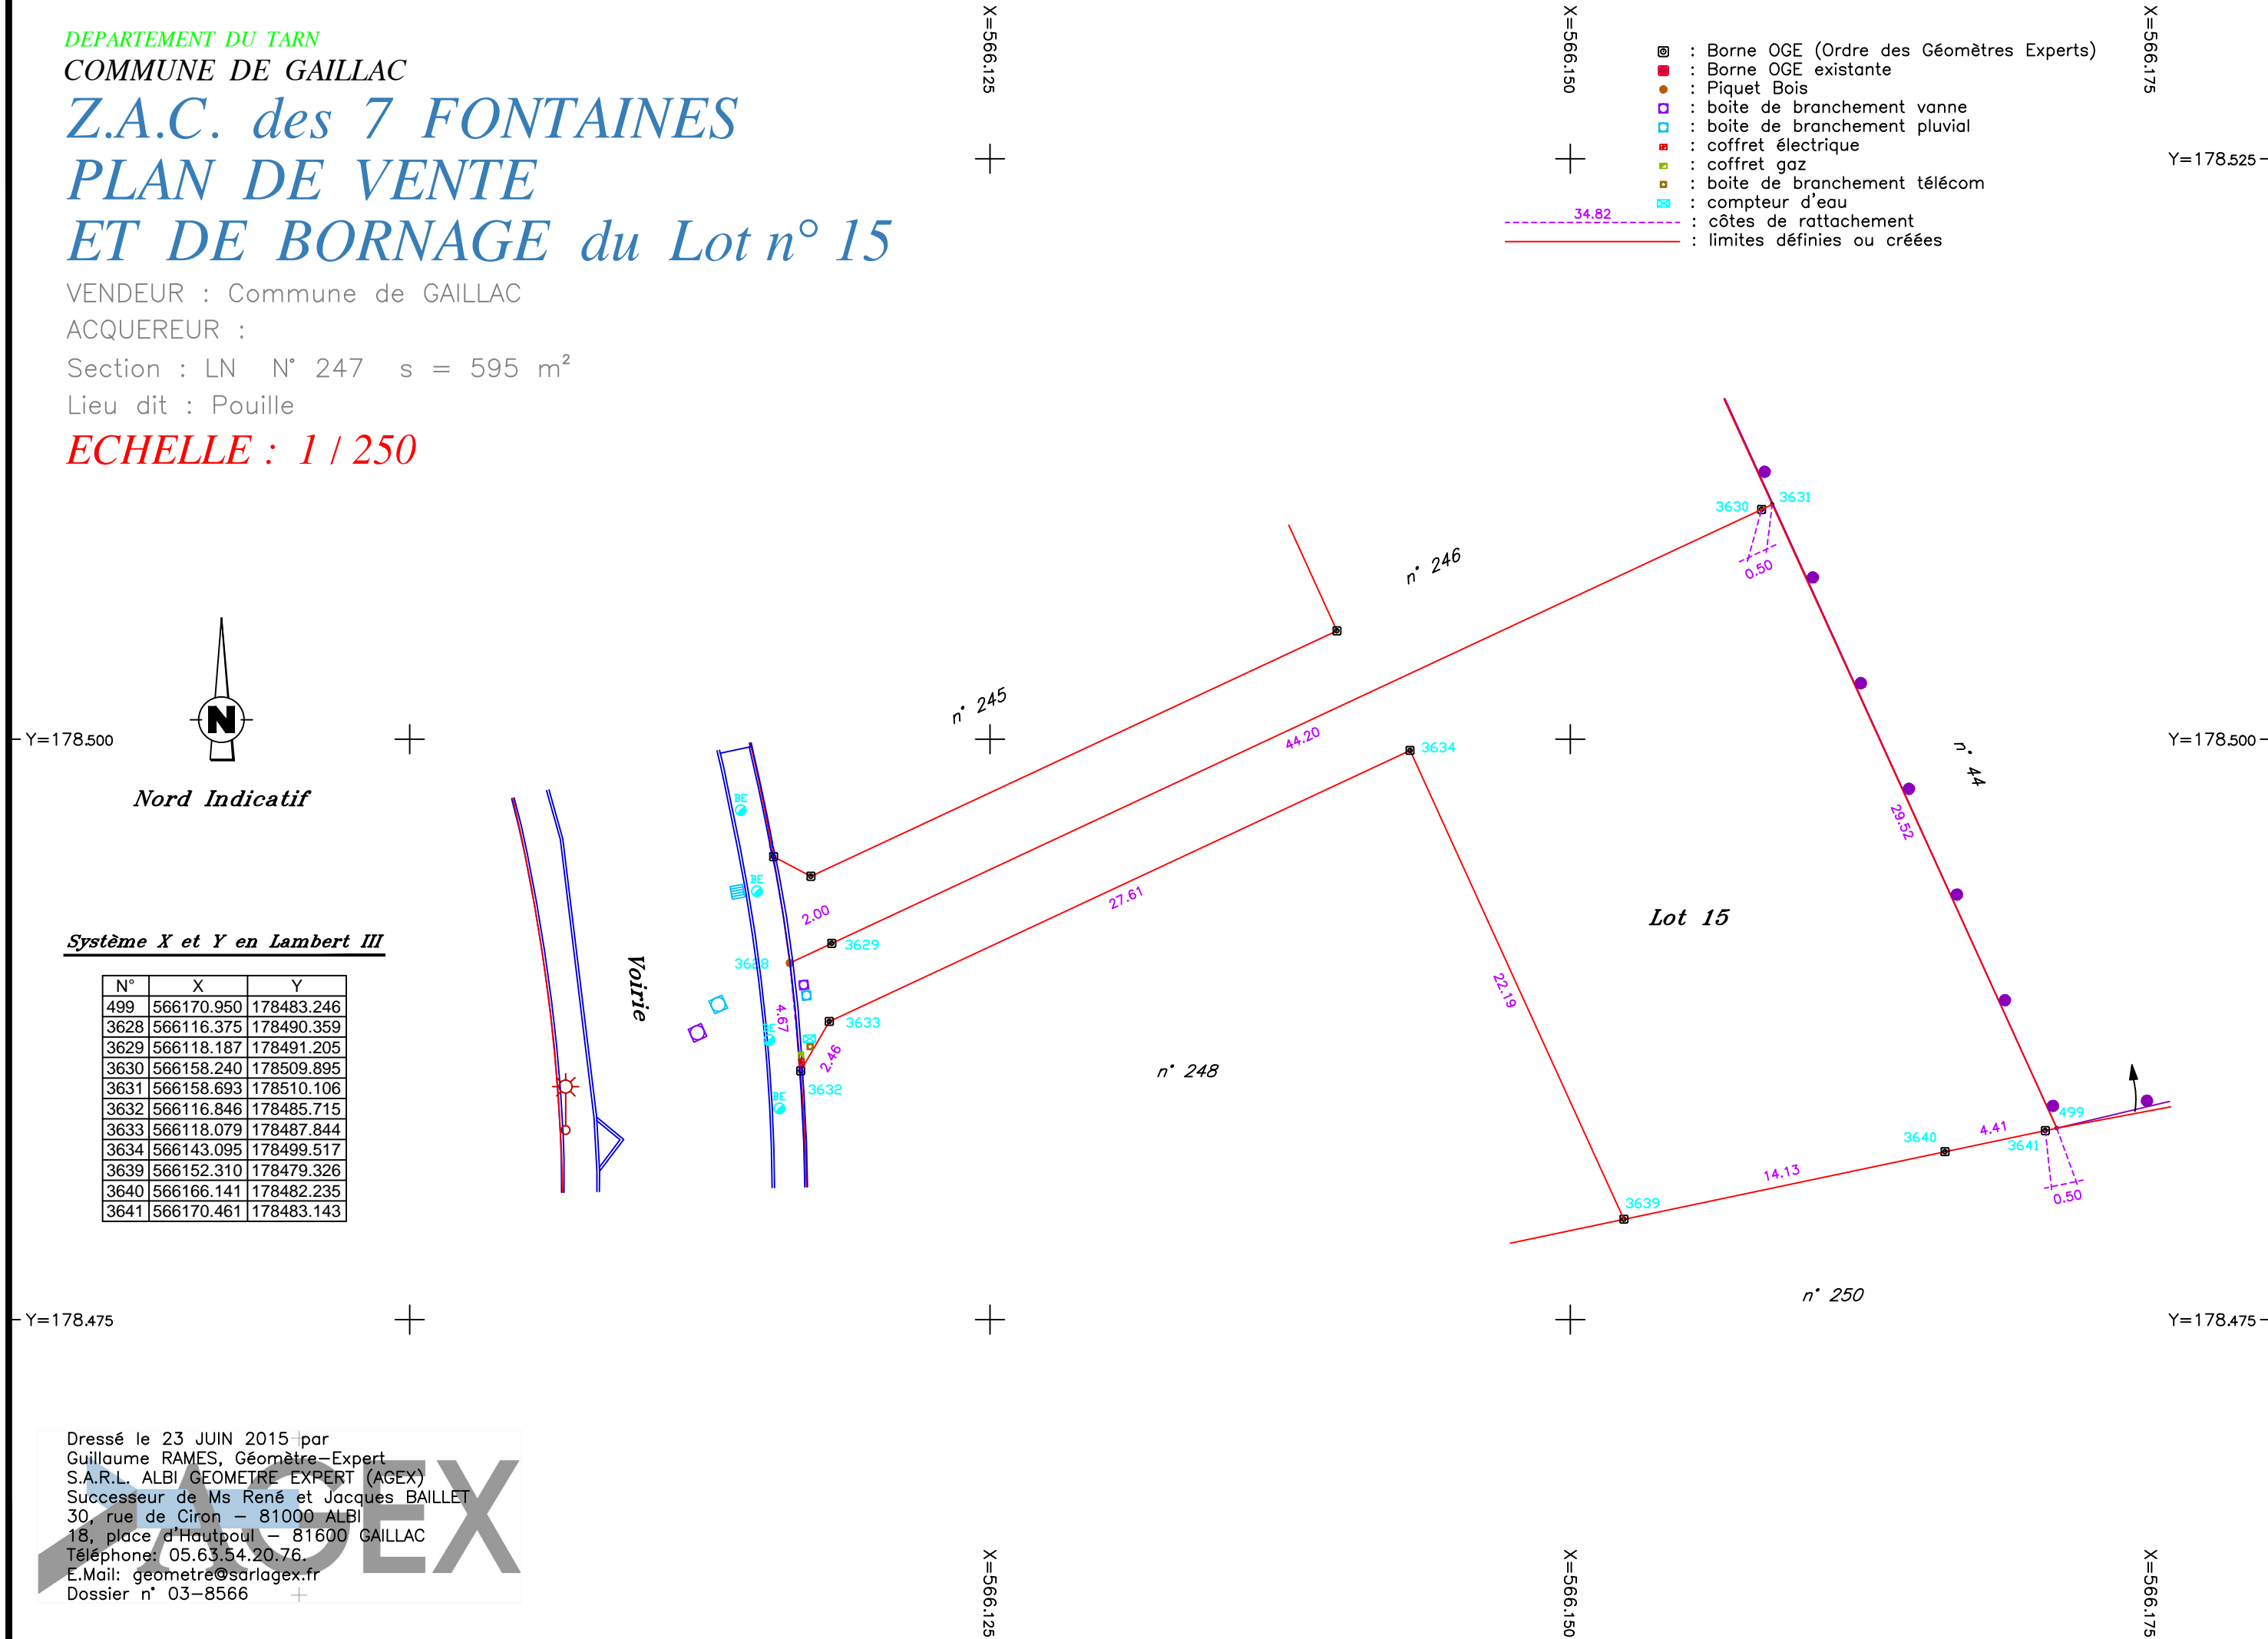 DEPARTEMENT DU TARN
COMMUNE DE GAILLAC
Z.A.C. des 7 FONTAINES
PLAN DE VENTE
ET DE BORNAGE du Lot n° 15
VENDEUR : Commune de GAILLAC
ACQUEREUR :
Section : LN N° 247 s = 595 m²
Lieu dit : Pouille
ECHELLE : 1 / 250
X=566.125
X=566.150
X=566.175
: Borne OGE (Ordre des Géomètres Experts)
: Borne OGE existante
: Piquet Bois
: boite de branchement vanne
: boite de branchement pluvial
: coffret électrique
: coffret gaz
: boite de branchement télécom
: compteur d'eau
34.82 : côtes de rattachement
: limites définies ou créées
Y=178.525
3630
3631
0.50
n° 246
n° 245
44.20
3634
n° 44
29.52
Y=178.500
Y=178.500
N
Nord Indicatif
BE
BE
2.00
3629
3628
27.61
Lot 15
Voirie
4.67
3633
BE
2.46
3632
BE
22.19
n° 248
499
4.41
3640
3641
14.13
0.50
3639
n° 250
Système X et Y en Lambert III
N° X Y
499 566170.950 178483.246
3628 566116.375 178490.359
3629 566118.187 178491.205
3630 566158.240 178509.895
3631 566158.693 178510.106
3632 566116.846 178485.715
3633 566118.079 178487.844
3634 566143.095 178499.517
3639 566152.310 178479.326
3640 566166.141 178482.235
3641 566170.461 178483.143
Y=178.475
Y=178.475
AGEX
Dressé le 23 JUIN 2015 par
Guillaume RAMES, Géomètre-Expert
S.A.R.L. ALBI GEOMETRE EXPERT (AGEX)
Successeur de Ms René et Jacques BAILLET
30, rue de Ciron - 81000 ALBI
18, place d'Hautpoul - 81600 GAILLAC
Téléphone: 05.63.54.20.76.
E.Mail: geometre@sarlagex.fr
Dossier n° 03-8566
X=566.125
X=566.150
X=566.175